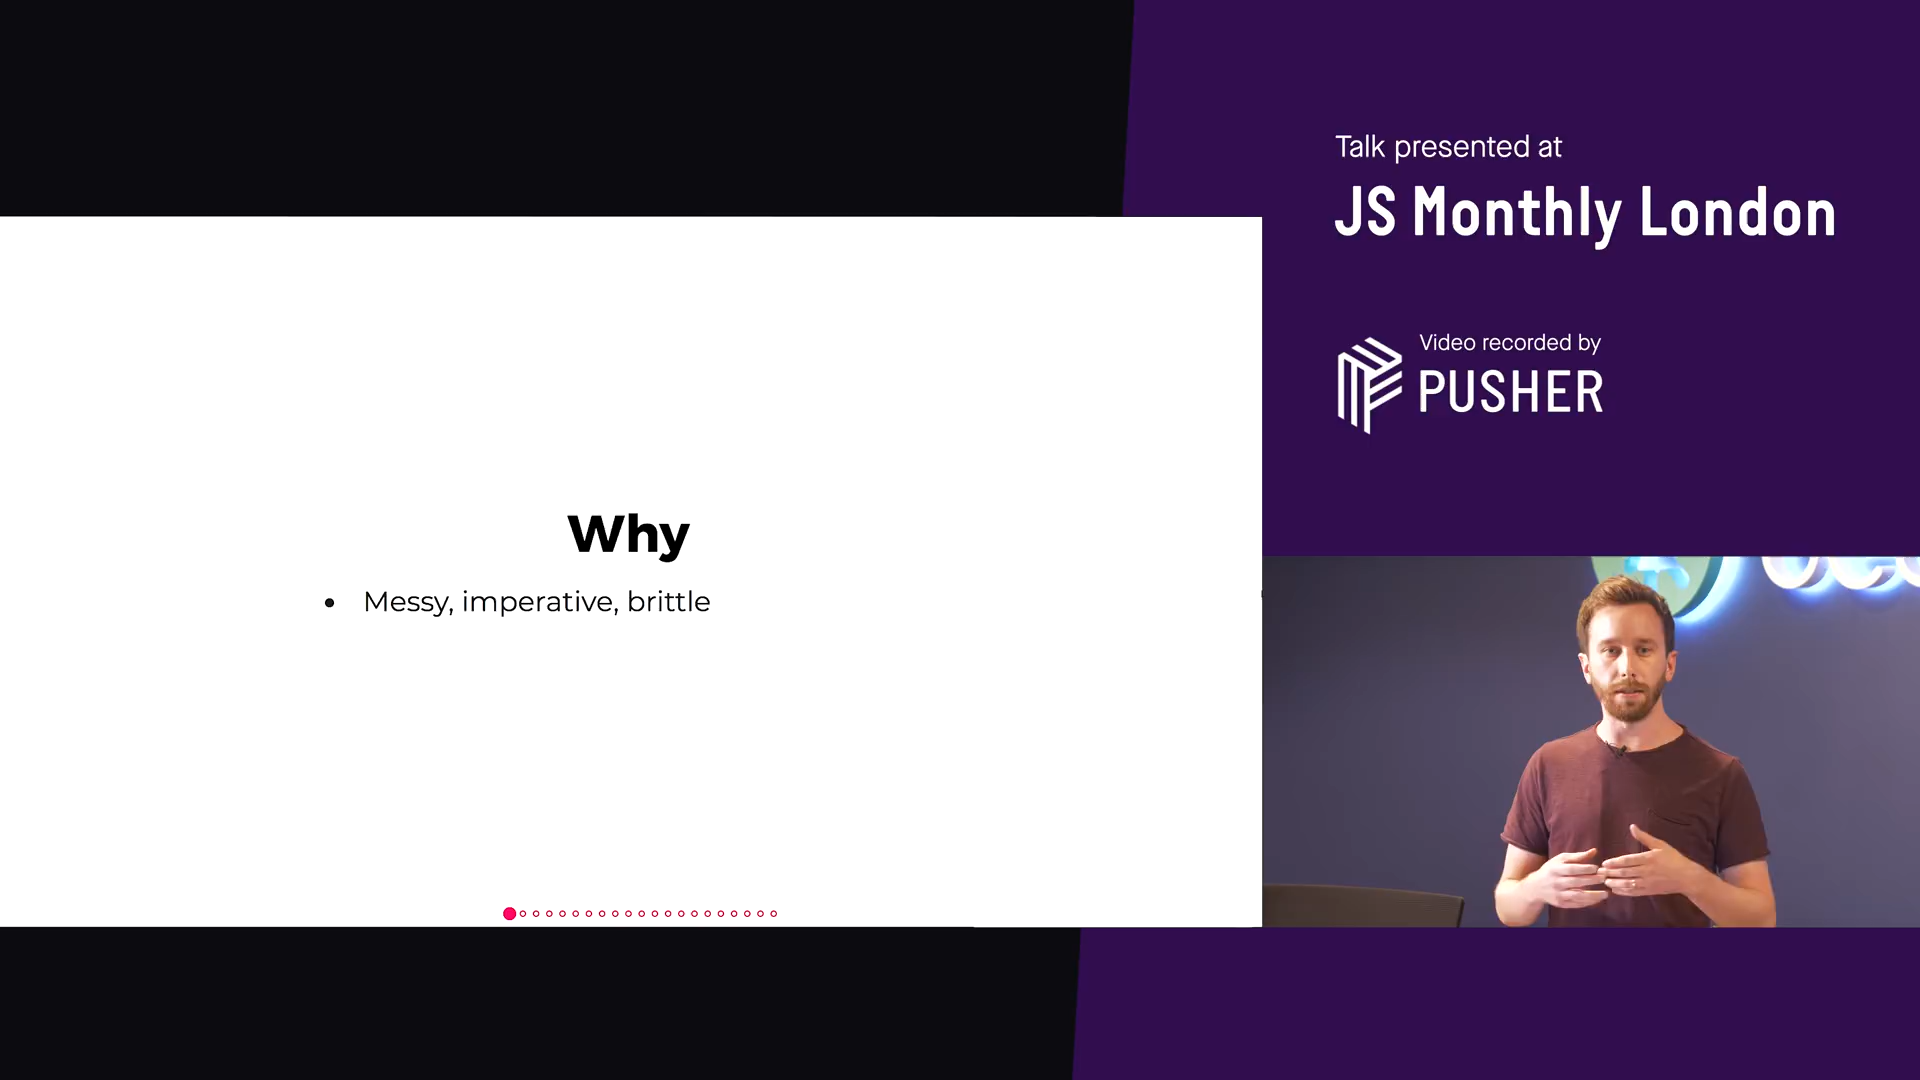 Talk presented at
JS Monthly London
Video recorded by
PUSHER
Why
• Messy, imperative, brittle